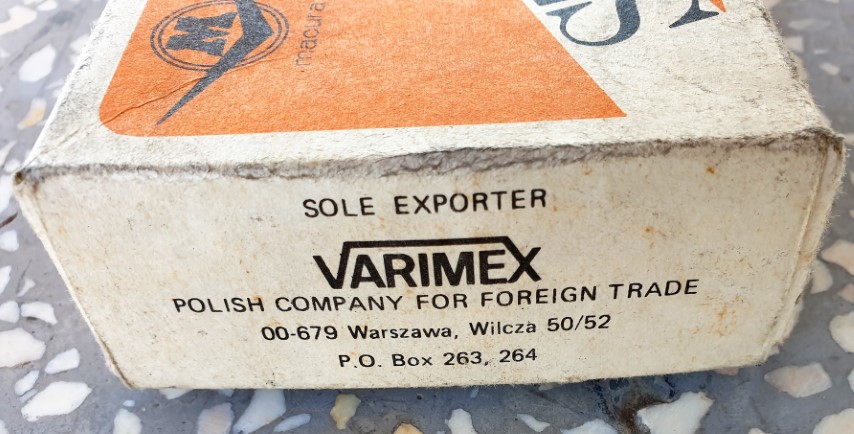 M
macura
SOLE EXPORTER
VARIMEX
POLISH COMPANY FOR FOREIGN TRADE
00-679 Warszawa, Wilcza 50/52
P.O. Box 263, 264